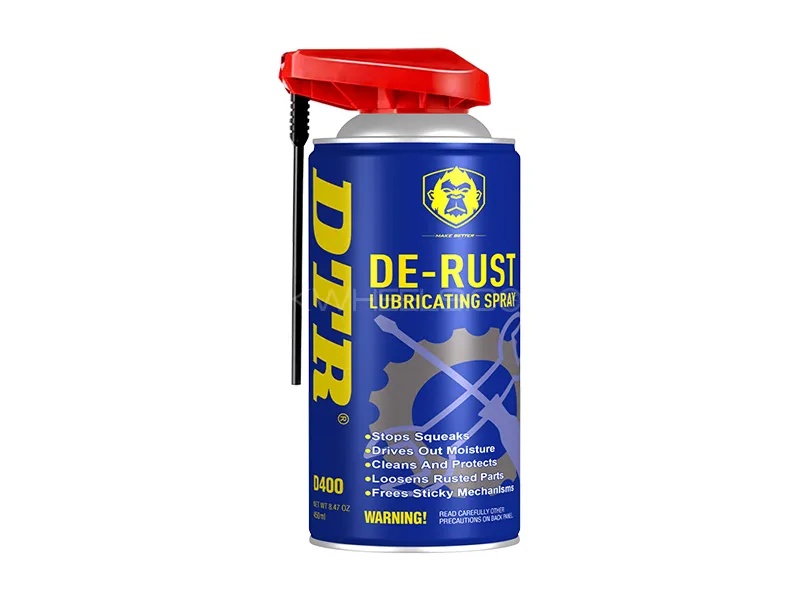 DTR®
D400
NET WT 8.47 OZ
450ml
MAKE BETTER
DE-RUST
LUBRICATING SPRAY
•Stops Squeaks
•Drives Out Moisture
•Cleans And Protects
•Loosens Rusted Parts
•Frees Sticky Mechanisms
WARNING!
READ CAREFULLY OTHER
PRECAUTIONS ON BACK PANEL.